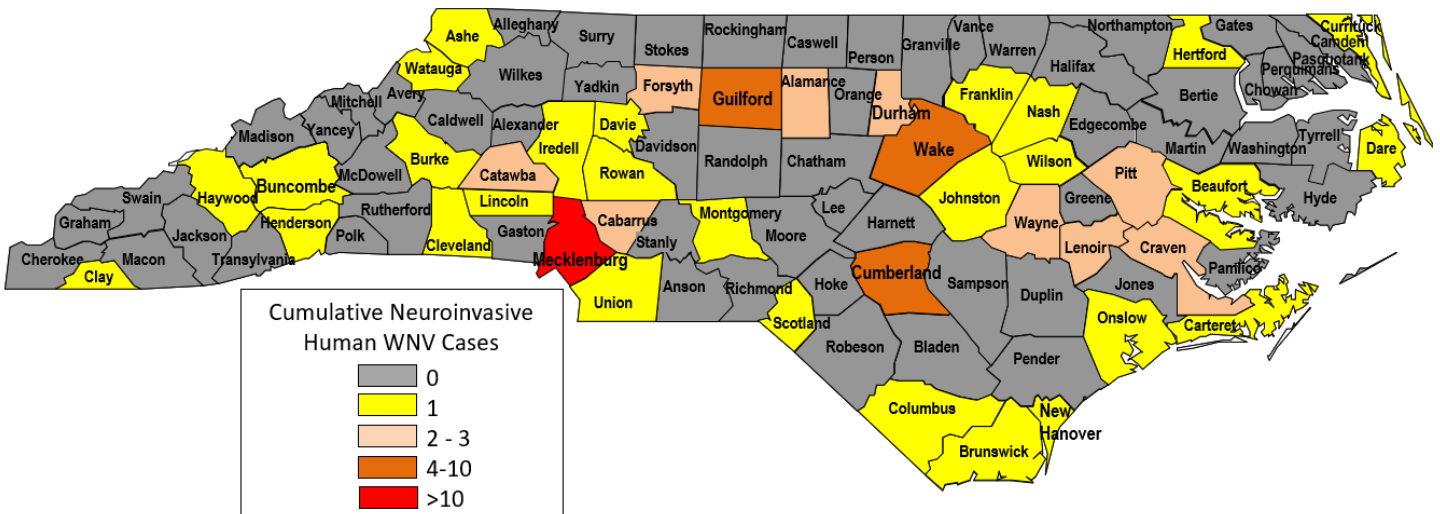 Alleghany
Northampton
Gates
Currituck
Ashe
Surry
Stokes
Rockingham
Caswell
Person
Granville
Vance
Warren
Hertford
Camden
Pasquotank
Watauga
Wilkes
Yadkin
Forsyth
Guilford
Alamance
Orange
Durham
Franklin
Halifax
Bertie
Chowan
Perquimans
Avery
Mitchell
Yancey
Madison
Caldwell
Alexander
Iredell
Davie
Davidson
Randolph
Chatham
Wake
Nash
Edgecombe
Martin
Washington
Tyrrell
Dare
Haywood
Buncombe
McDowell
Burke
Catawba
Rowan
Johnston
Wilson
Pitt
Beaufort
Hyde
Swain
Graham
Jackson
Henderson
Rutherford
Polk
Cleveland
Lincoln
Gaston
Cabarrus
Stanly
Montgomery
Moore
Lee
Harnett
Wayne
Greene
Lenoir
Craven
Pamlico
Cherokee
Clay
Macon
Transylvania
Mecklenburg
Union
Anson
Richmond
Scotland
Hoke
Cumberland
Sampson
Duplin
Jones
Onslow
Carteret
Robeson
Bladen
Pender
Columbus
Brunswick
New
Hanover
Cumulative Neuroinvasive
Human WNV Cases
0
1
2 - 3
4-10
>10